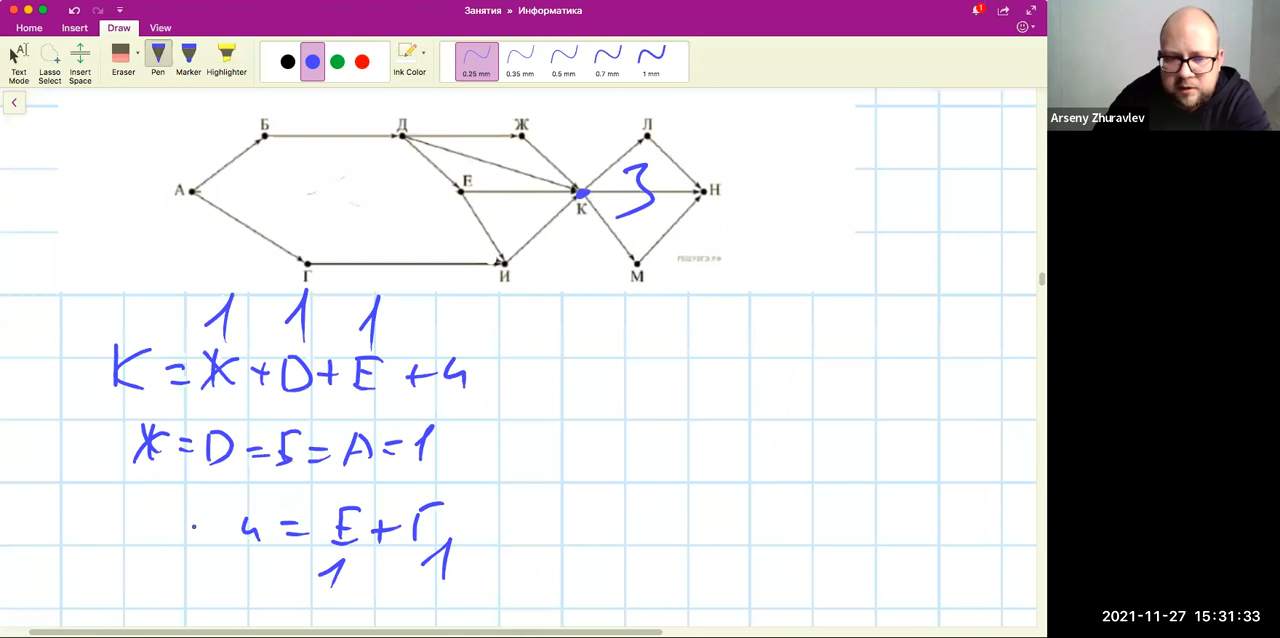 Занятия » Информатика
1
Home Insert Draw View
Text Mode
Lasso Select
Insert Space
Eraser
Pen
Marker
Highlighter
Ink Color
0.25 mm
0.35 mm
0.5 mm
0.7 mm
1 mm
Arseny Zhuravlev
Б Д Ж Л
А Е К Н
Г И М
3
РЕШУЕГЭ.РФ
1 1 1
К = Ж + D + Е + и
Ж = D = Б = А = 1
и = Е + Г
1 1
2021-11-27 15:31:33